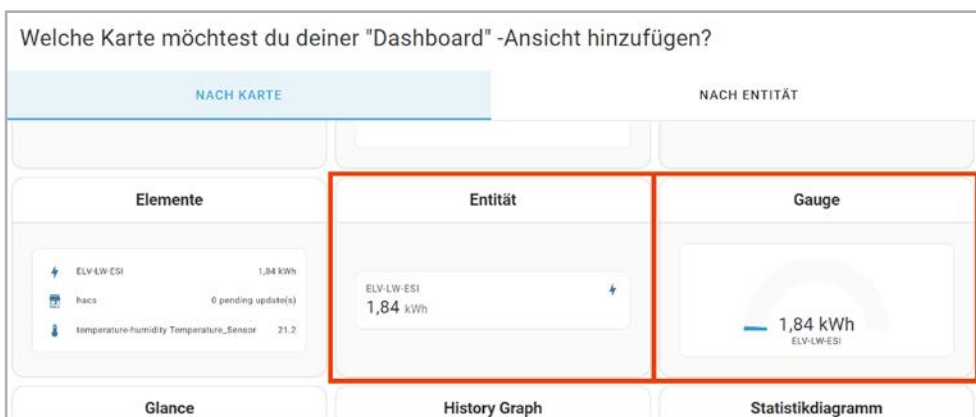 Welche Karte möchtest du deiner "Dashboard" -Ansicht hinzufügen?
NACH KARTE
NACH ENTITÄT
Elemente
ELV-LW-ESI 1,84 kWh
hacs 0 pending update(s)
temperature-humidity Temperature_Sensor 21.2
Entität
ELV-LW-ESI
1,84 kWh
Gauge
1,84 kWh
ELV-LW-ESI
Glance
History Graph
Statistikdiagramm